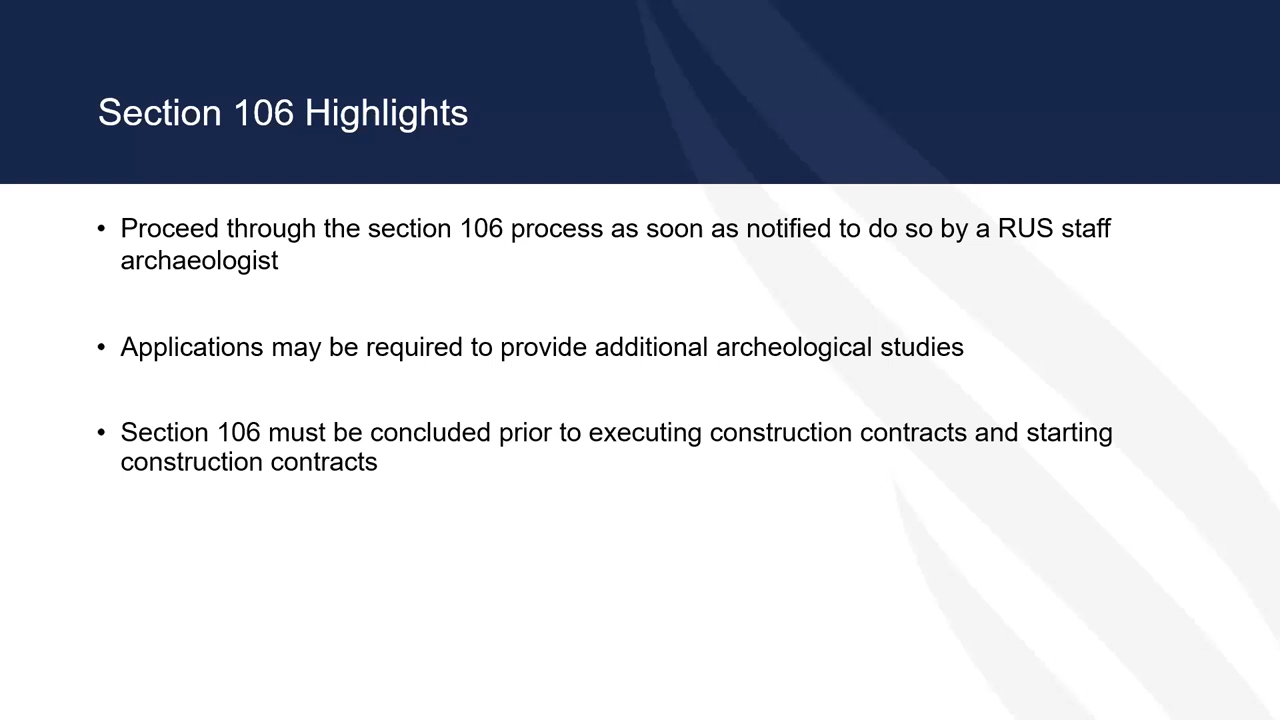 Section 106 Highlights
• Proceed through the section 106 process as soon as notified to do so by a RUS staff
archaeologist
• Applications may be required to provide additional archeological studies
• Section 106 must be concluded prior to executing construction contracts and starting
construction contracts